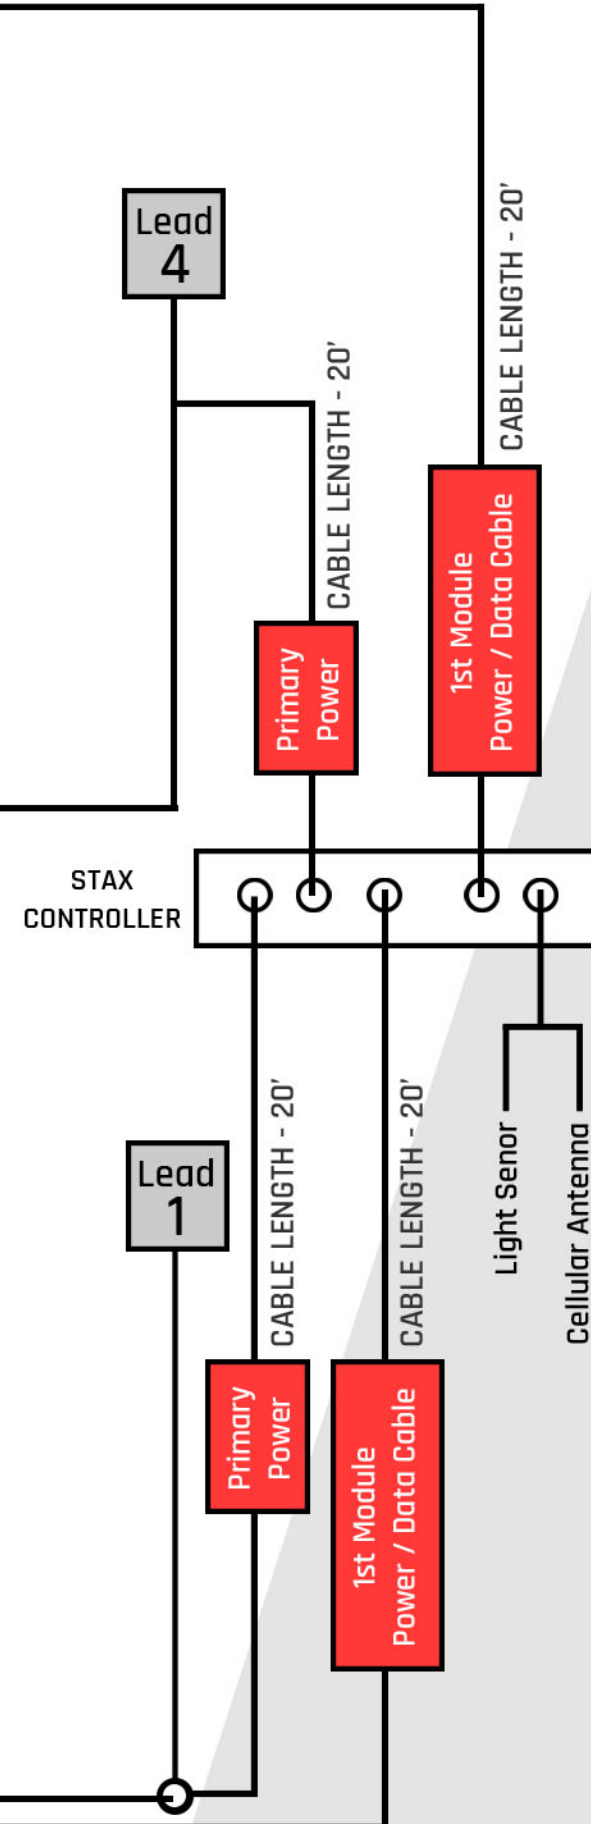 Lead
4
CABLE LENGTH - 20'
CABLE LENGTH - 20'
1st Module
Power / Data Cable
Primary
Power
STAX
CONTROLLER
Lead
1
CABLE LENGTH - 20'
CABLE LENGTH - 20'
Light Senor
Cellular Antenna
Primary
Power
1st Module
Power / Data Cable